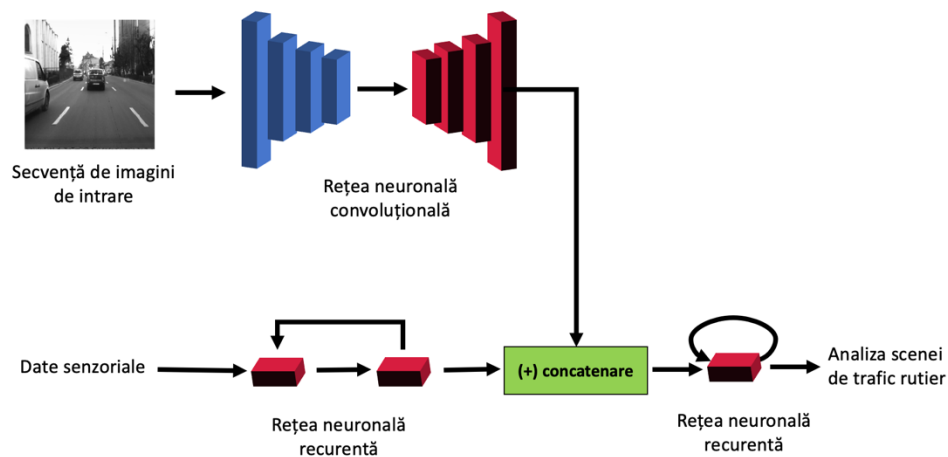 Secvență de imagini
de intrare
Rețea neuronală
convoluțională
Date senzoriale
(+) concatenare
Analiza scenei
de trafic rutier
Rețea neuronală
recurentă
Rețea neuronală
recurentă